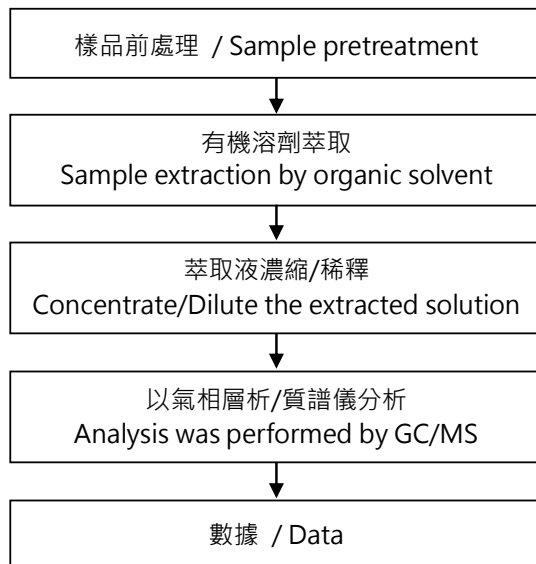 樣品前處理 / Sample pretreatment
有機溶劑萃取
Sample extraction by organic solvent
萃取液濃縮/稀釋
Concentrate/Dilute the extracted solution
以氣相層析/質譜儀分析
Analysis was performed by GC/MS
數據 / Data